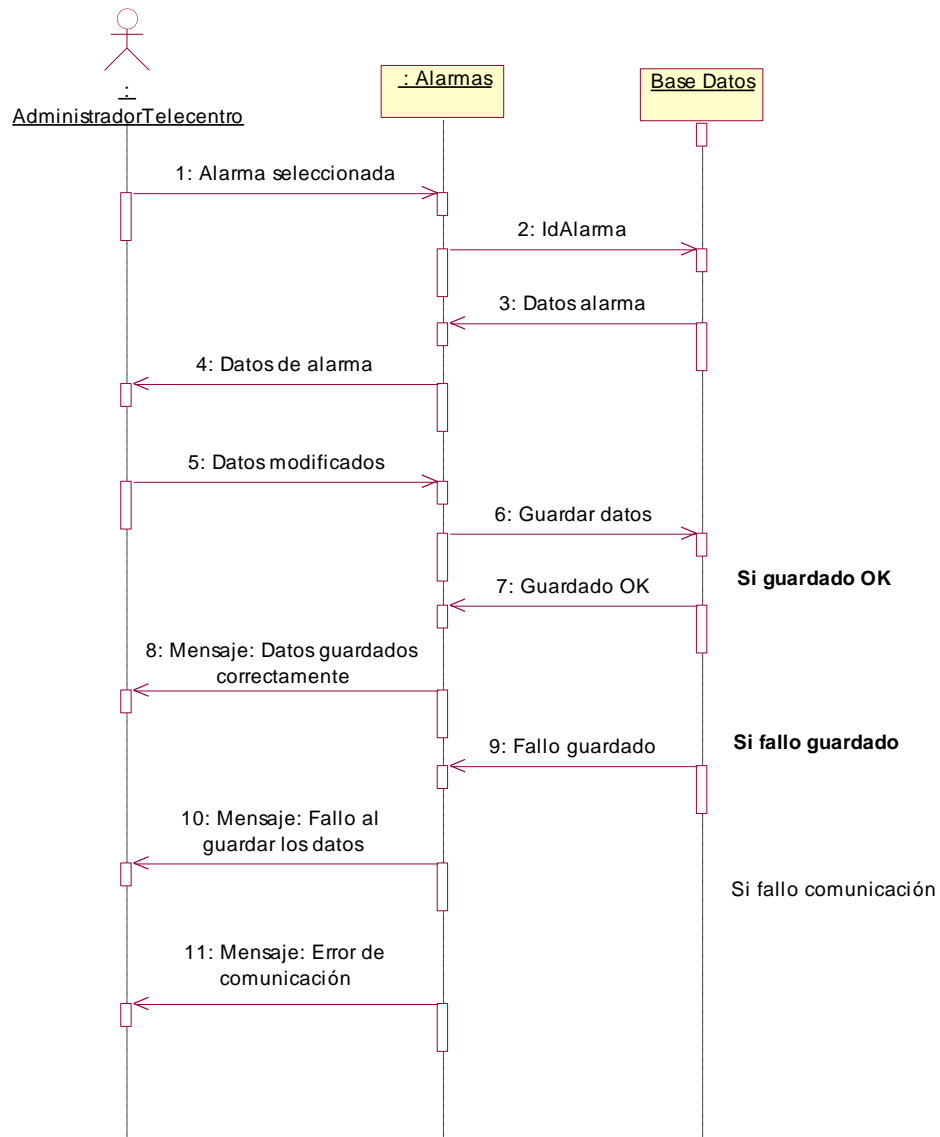 : Alarmas
Base Datos
:
AdministradorTelecentro
1: Alarma seleccionada
2: IdAlarma
3: Datos alarma
4: Datos de alarma
5: Datos modificados
6: Guardar datos
Si guardado OK
7: Guardado OK
8: Mensaje: Datos guardados
correctamente
Si fallo guardado
9: Fallo guardado
10: Mensaje: Fallo al
guardar los datos
Si fallo comunicación
11: Mensaje: Error de
comunicación